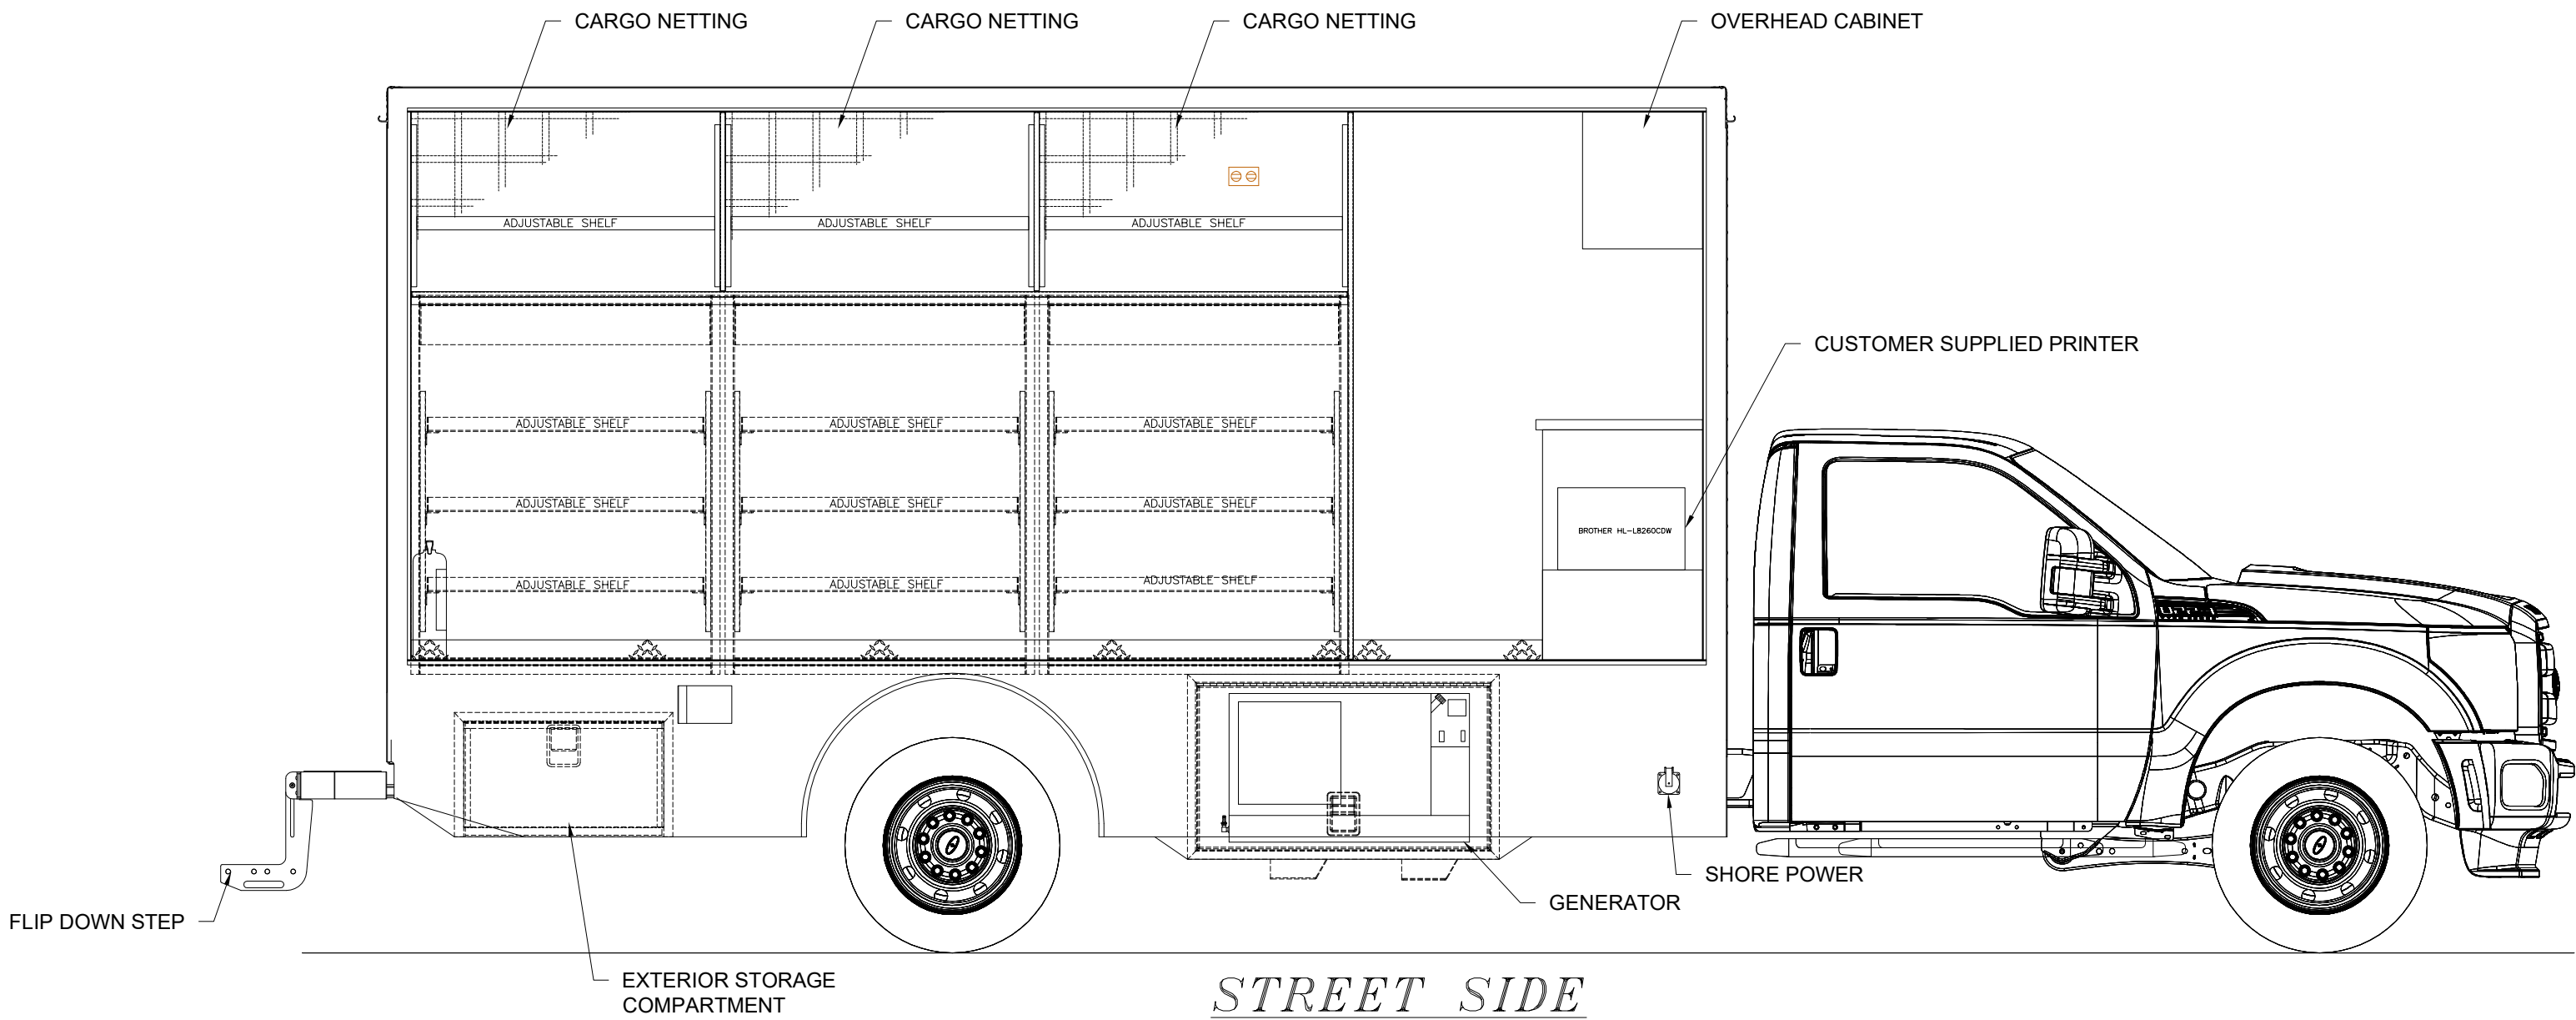 CARGO NETTING
CARGO NETTING
CARGO NETTING
OVERHEAD CABINET
ADJUSTABLE SHELF
ADJUSTABLE SHELF
ADJUSTABLE SHELF
CUSTOMER SUPPLIED PRINTER
ADJUSTABLE SHELF
ADJUSTABLE SHELF
ADJUSTABLE SHELF
ADJUSTABLE SHELF
ADJUSTABLE SHELF
ADJUSTABLE SHELF
BROTHER HL-L8260CDW
ADJUSTABLE SHELF
ADJUSTABLE SHELF
ADJUSTABLE SHELF
SHORE POWER
GENERATOR
FLIP DOWN STEP
EXTERIOR STORAGE
COMPARTMENT
STREET SIDE